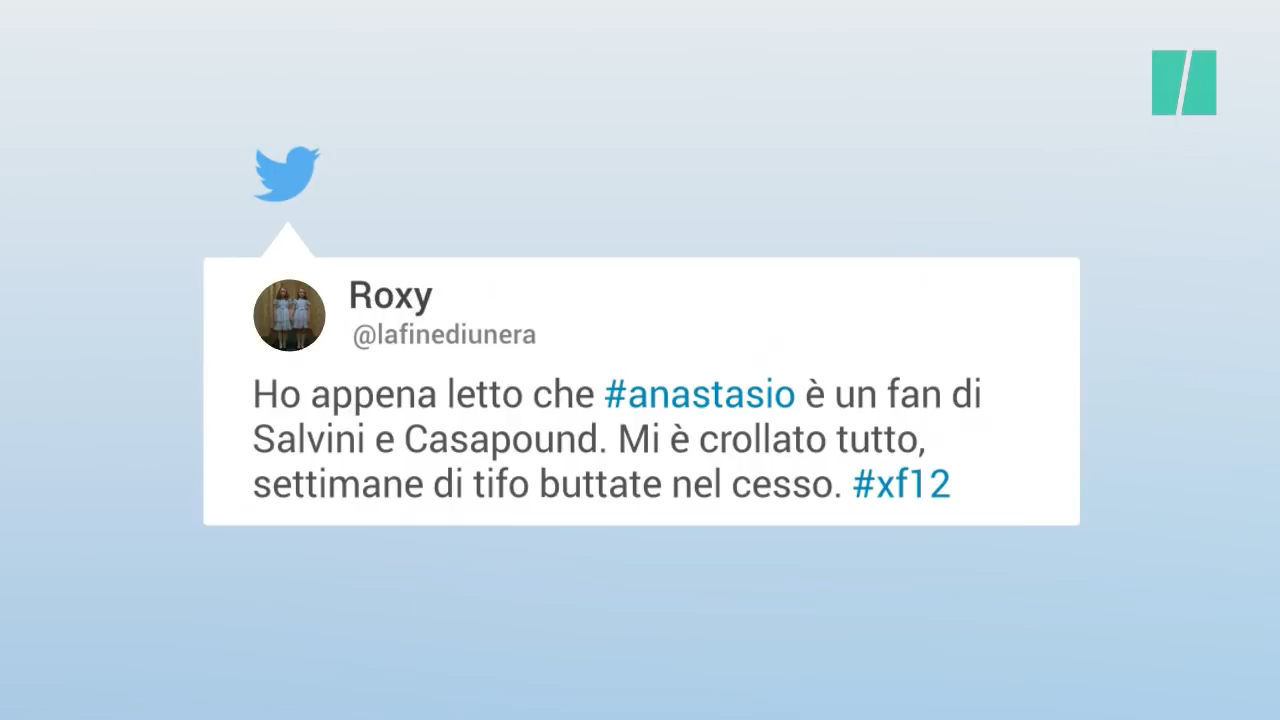 Roxy
@lafinediunera
Ho appena letto che #anastasio è un fan di
Salvini e Casapound. Mi è crollato tutto,
settimane di tifo buttate nel cesso. #xf12